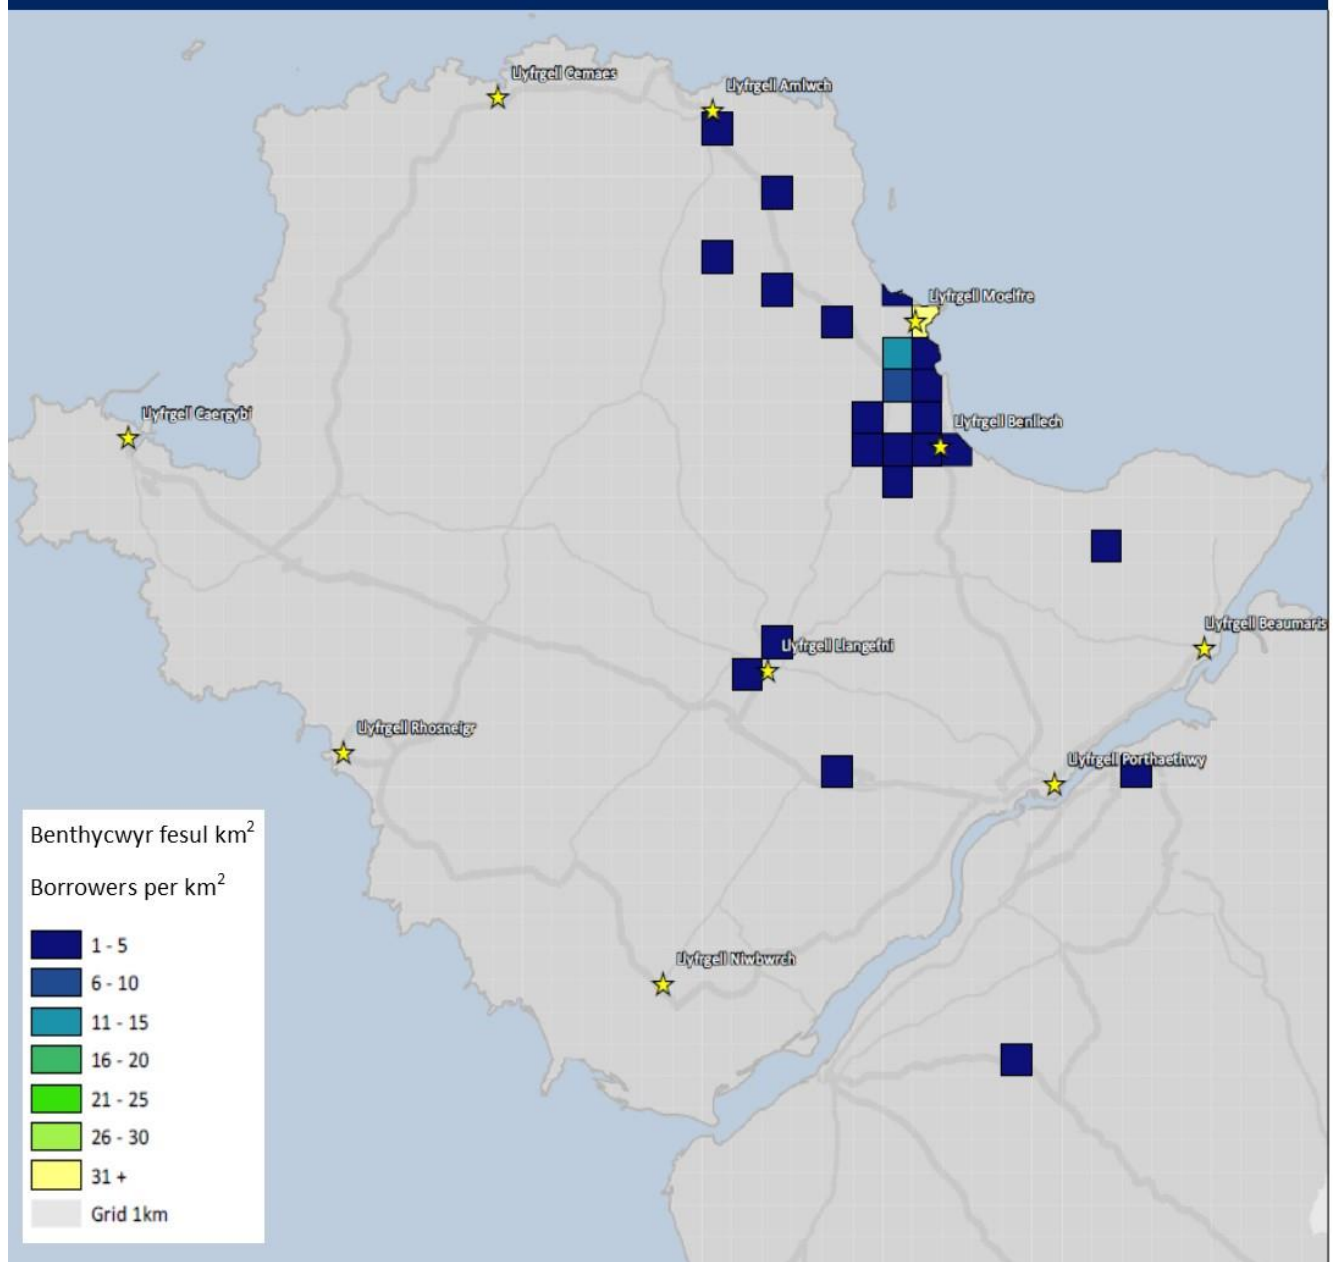 Llyfrgell Cemaes
Llyfrgell Amlwch
Llyfrgell Moelfre
Llyfrgell Caergybi
Llyfrgell Benllech
Llyfrgell Beaumaris
Llyfrgell Llangefni
Llyfrgell Rhosneigr
Llyfrgell Porthaethwy
Llyfrgell Niwbwrch
Benthycwyr fesul km²
Borrowers per km²
1 - 5
6 - 10
11 - 15
16 - 20
21 - 25
26 - 30
31 +
Grid 1km